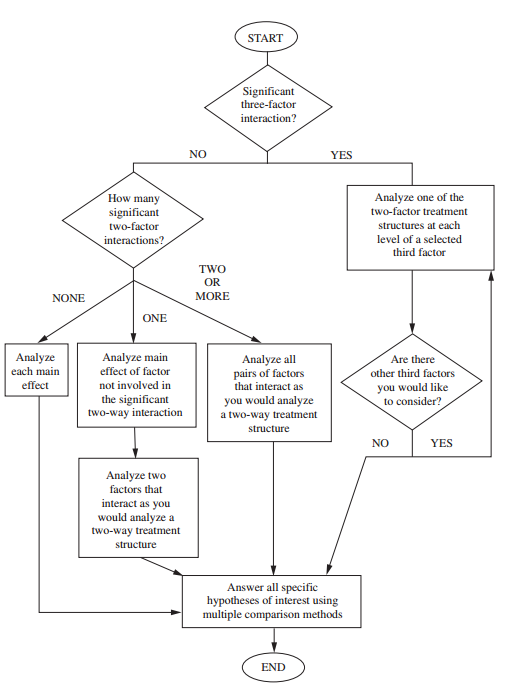 START
Significant
three-factor
interaction?
NO
YES
How many
significant
two-factor
interactions?
Analyze one of the
two-factor treatment
structures at each
level of a selected
third factor
NONE
ONE
TWO
OR
MORE
Analyze
each main
effect
Analyze main
effect of factor
not involved in
the significant
two-way interaction
Analyze all
pairs of factors
that interact as
you would analyze
a two-way treatment
structure
Are there
other third factors
you would like
to consider?
NO
YES
Analyze two
factors that
interact as you
would analyze a
two-way treatment
structure
Answer all specific
hypotheses of interest using
multiple comparison methods
END